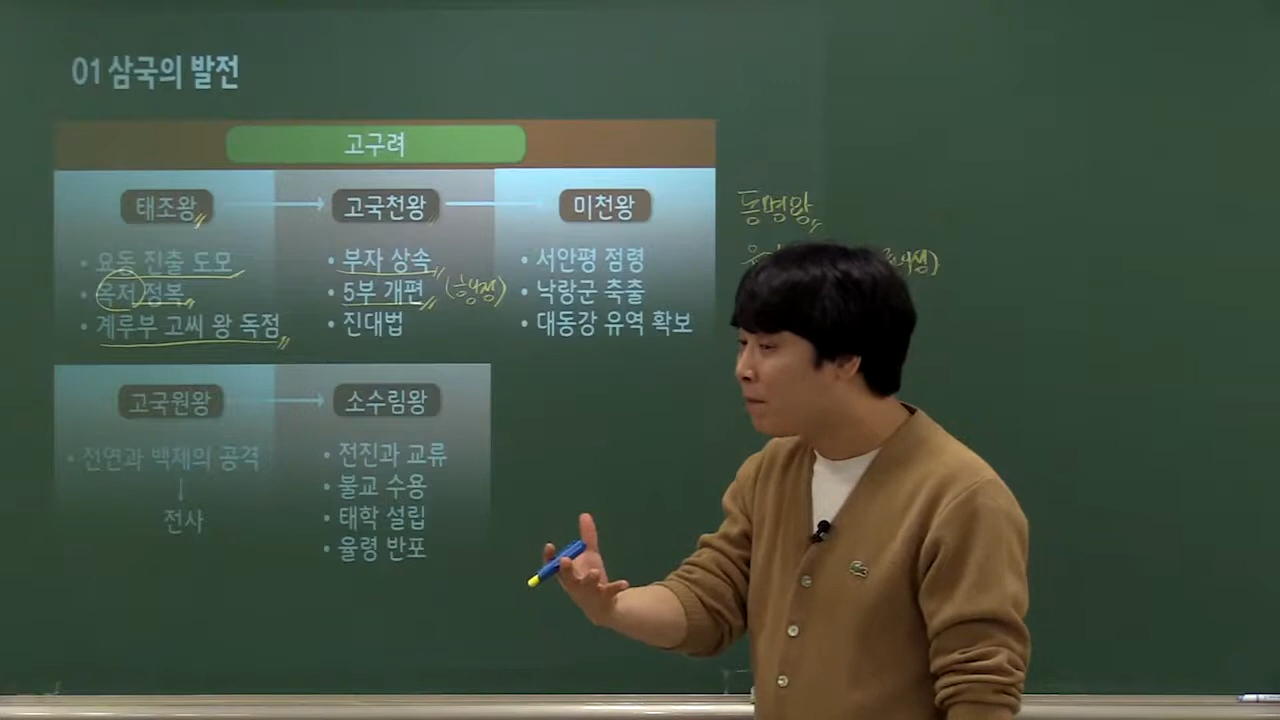 01 삼국의 발전
고구려
태조왕
고국천왕
미천왕
• 요동 진출 도모
• 옥저 정복
• 계루부 고씨 왕 독점
• 부자 상속
• 5부 개편 (행정)
• 진대법
• 서안평 점령
• 낙랑군 축출
• 대동강 유역 확보
동명왕
고국원왕
소수림왕
• 전연과 백제의 공격
전사
• 전진과 교류
• 불교 수용
• 태학 설립
• 율령 반포